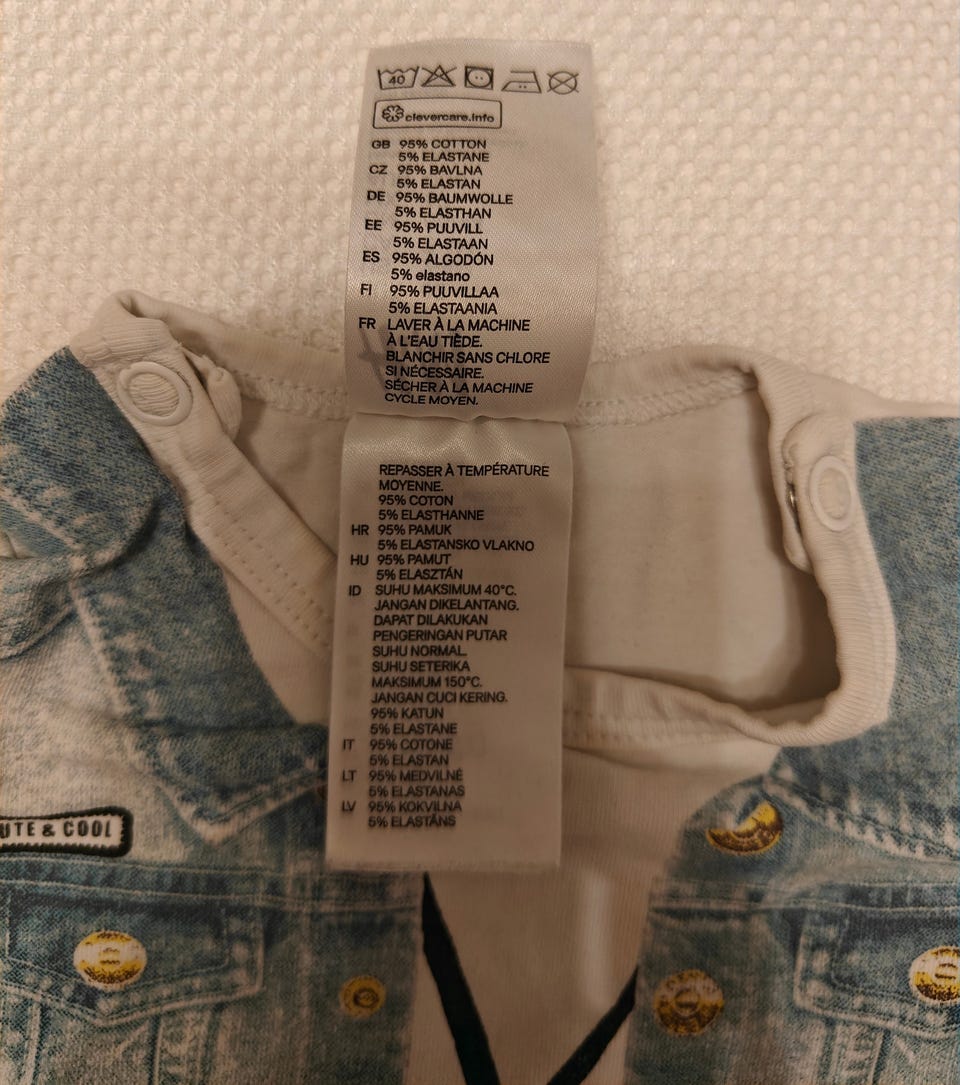 40
clevercare.info
GB 95% COTTON
5% ELASTANE
CZ 95% BAVLNA
5% ELASTAN
DE 95% BAUMWOLLE
5% ELASTHAN
EE 95% PUUVILL
5% ELASTAAN
ES 95% ALGODÓN
5% elastano
FI 95% PUUVILLAA
5% ELASTAANIA
FR LAVER À LA MACHINE
À L'EAU TIÈDE.
BLANCHIR SANS CHLORE
SI NÉCESSAIRE.
SÉCHER À LA MACHINE
CYCLE MOYEN.
REPASSER À TEMPÉRATURE
MOYENNE.
95% COTON
5% ELASTHANNE
HR 95% PAMUK
5% ELASTANSKO VLAKNO
HU 95% PAMUT
5% ELASZTÁN
ID SUHU MAKSIMUM 40°C.
JANGAN DIKELANTANG.
DAPAT DILAKUKAN
PENGERINGAN PUTAR
SUHU NORMAL.
SUHU SETERIKA
MAKSIMUM 150°C.
JANGAN CUCI KERING.
95% KATUN
5% ELASTANE
IT 95% COTONE
5% ELASTAN
LT 95% MEDVILNĖ
5% ELASTANAS
LV 95% KOKVILNA
5% ELASTĀNS
UTE & COOL